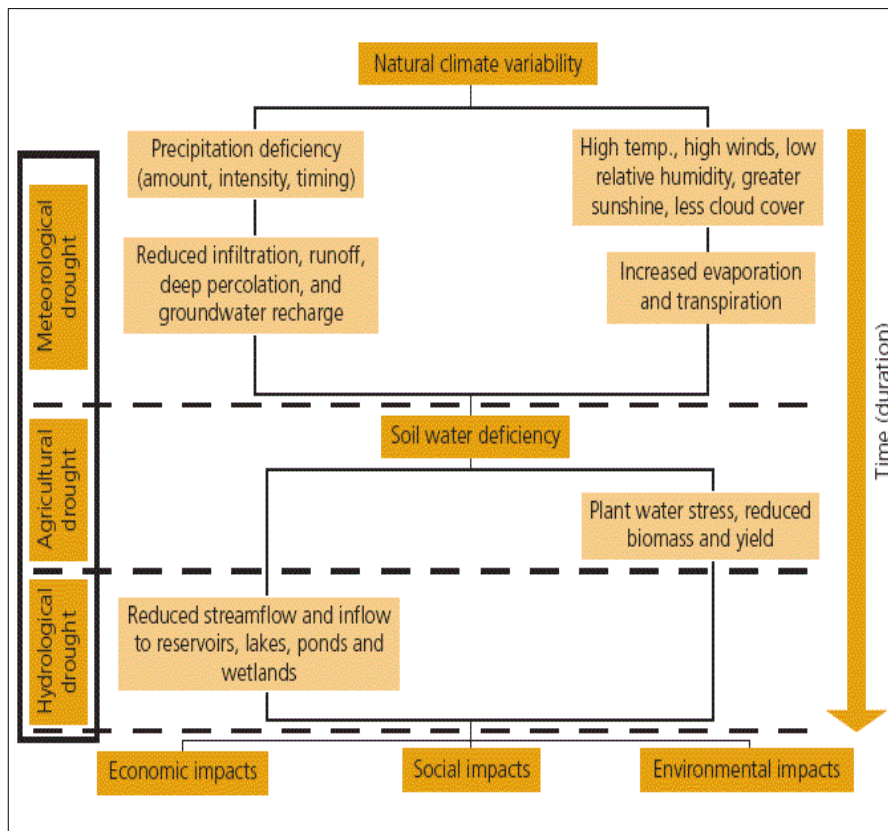 Natural climate variability
Precipitation deficiency
(amount, intensity, timing)
High temp., high winds, low
relative humidity, greater
sunshine, less cloud cover
Reduced infiltration, runoff,
deep percolation, and
groundwater recharge
Increased evaporation
and transpiration
Meteorological
drought
Soil water deficiency
Plant water stress, reduced
biomass and yield
Agricultural
drought
Reduced streamflow and inflow
to reservoirs, lakes, ponds and
wetlands
Hydrological
drought
Time (duration)
Economic impacts
Social impacts
Environmental impacts